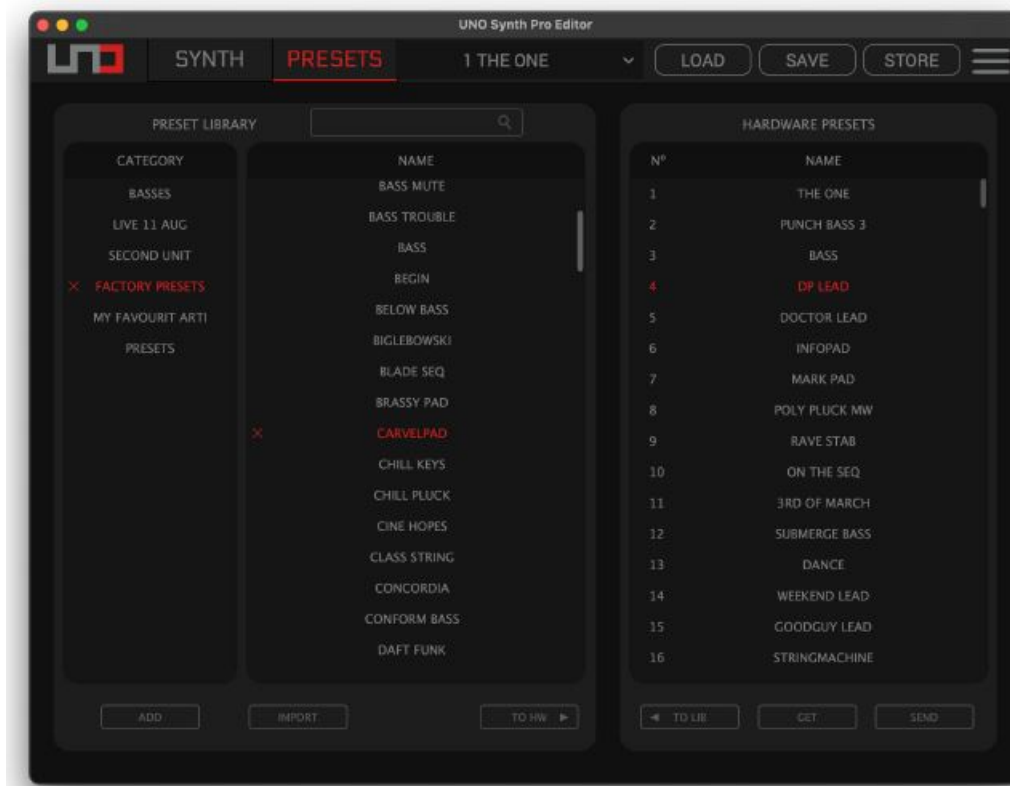 UNO Synth Pro Editor
UNO
SYNTH
PRESETS
1 THE ONE
LOAD
SAVE
STORE
PRESET LIBRARY
CATEGORY
BASSES
LIVE 11 AUG
SECOND UNIT
× FACTORY PRESETS
MY FAVOURIT ARTI
PRESETS
NAME
BASS MUTE
BASS TROUBLE
BASS
BEGIN
BELOW BASS
BIGLEBOWSKI
BLADE SEQ
BRASSY PAD
× CARVELPAD
CHILL KEYS
CHILL PLUCK
CINE HOPES
CLASS STRING
CONCORDIA
CONFORM BASS
DAFT FUNK
ADD
IMPORT
TO HW ▶
HARDWARE PRESETS
N° NAME
1 THE ONE
2 PUNCH BASS 3
3 BASS
4 DP LEAD
5 DOCTOR LEAD
6 INFOPAD
7 MARK PAD
8 POLY PLUCK MW
9 RAVE STAB
10 ON THE SEQ
11 3RD OF MARCH
12 SUBMERGE BASS
13 DANCE
14 WEEKEND LEAD
15 GOODGUY LEAD
16 STRINGMACHINE
◀ TO LIB
GET
SEND